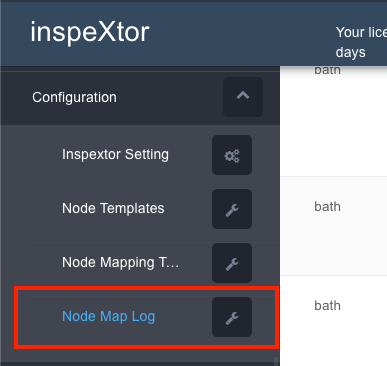 inspeXtor
Your lice
days
Configuration
bath
Inspextor Setting
Node Templates
bath
Node Mapping T...
Node Map Log
bath